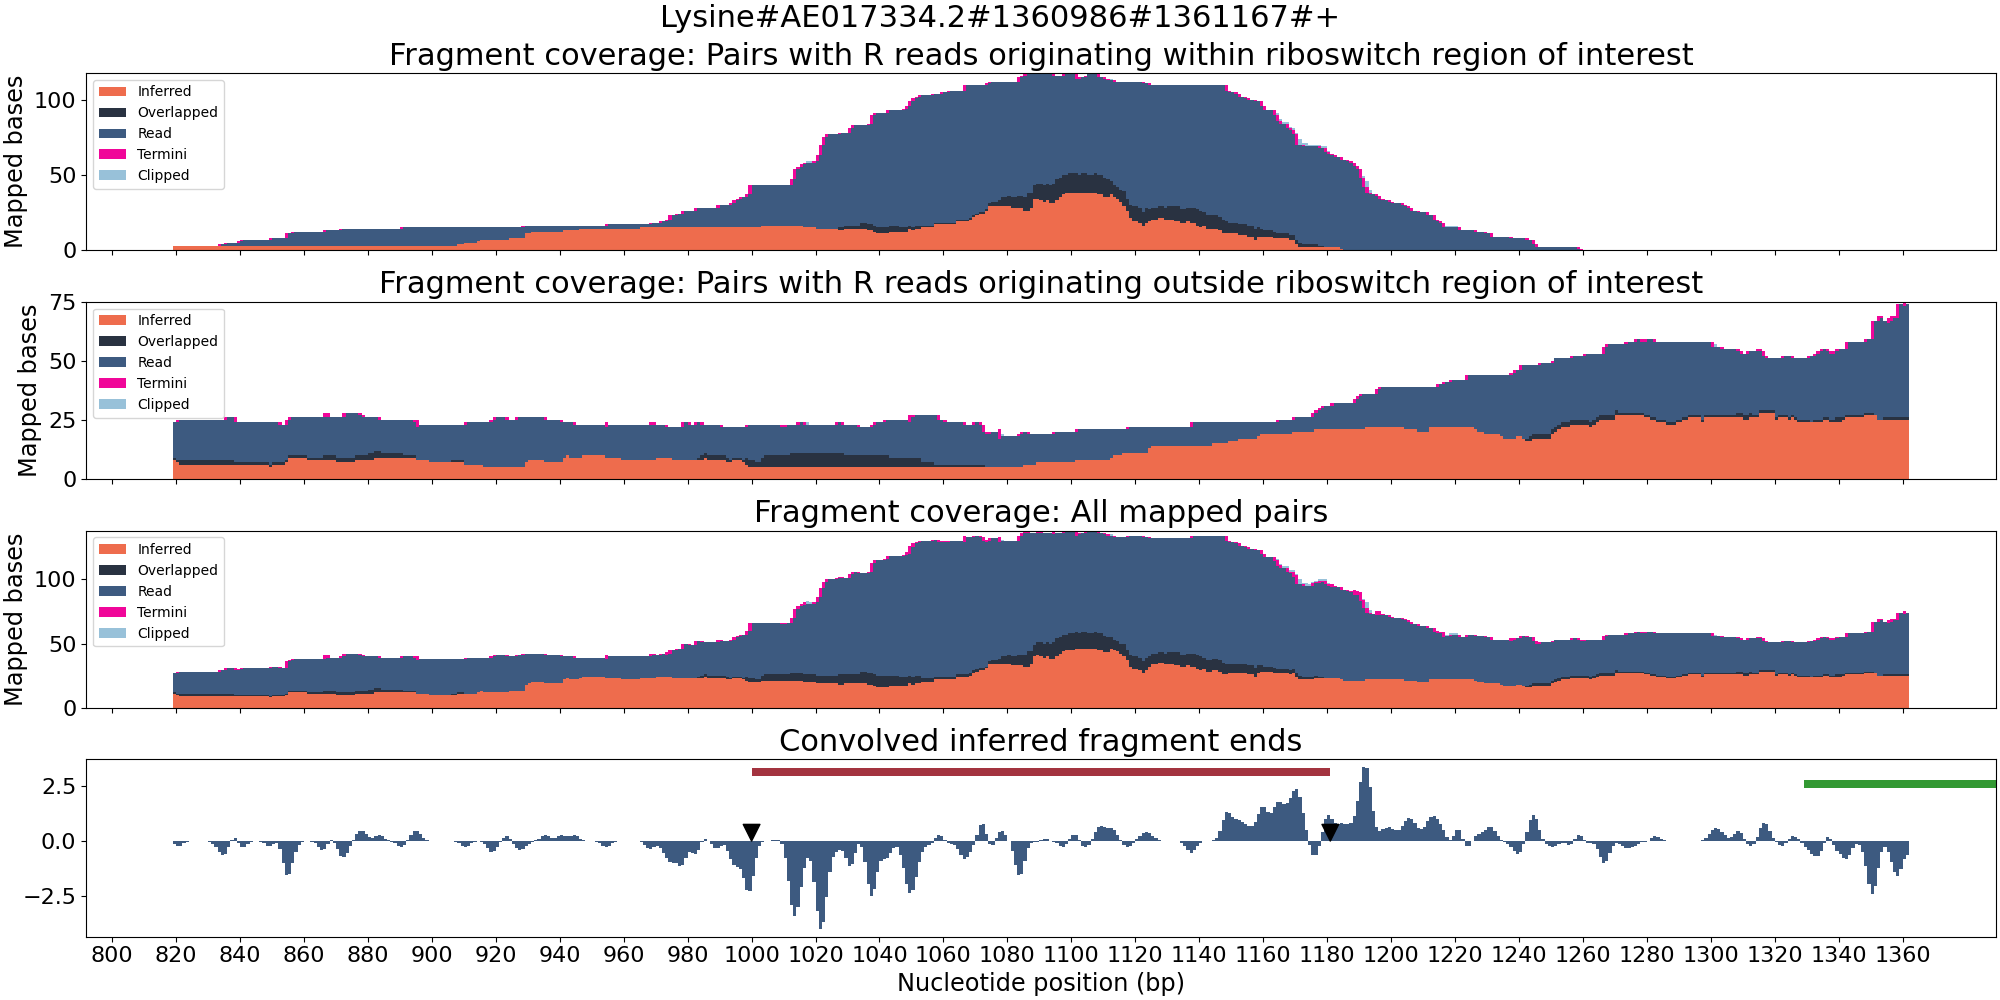 Lysine#AE017334.2#1360986#1361167#+
Fragment coverage: Pairs with R reads originating within riboswitch region of interest
Mapped bases
100
50
0
Inferred
Overlapped
Read
Termini
Clipped
Fragment coverage: Pairs with R reads originating outside riboswitch region of interest
Mapped bases
75
50
25
0
Inferred
Overlapped
Read
Termini
Clipped
Fragment coverage: All mapped pairs
Mapped bases
100
50
0
Inferred
Overlapped
Read
Termini
Clipped
Convolved inferred fragment ends
2.5
0.0
−2.5
800 820 840 860 880 900 920 940 960 980 1000 1020 1040 1060 1080 1100 1120 1140 1160 1180 1200 1220 1240 1260 1280 1300 1320 1340 1360
Nucleotide position (bp)